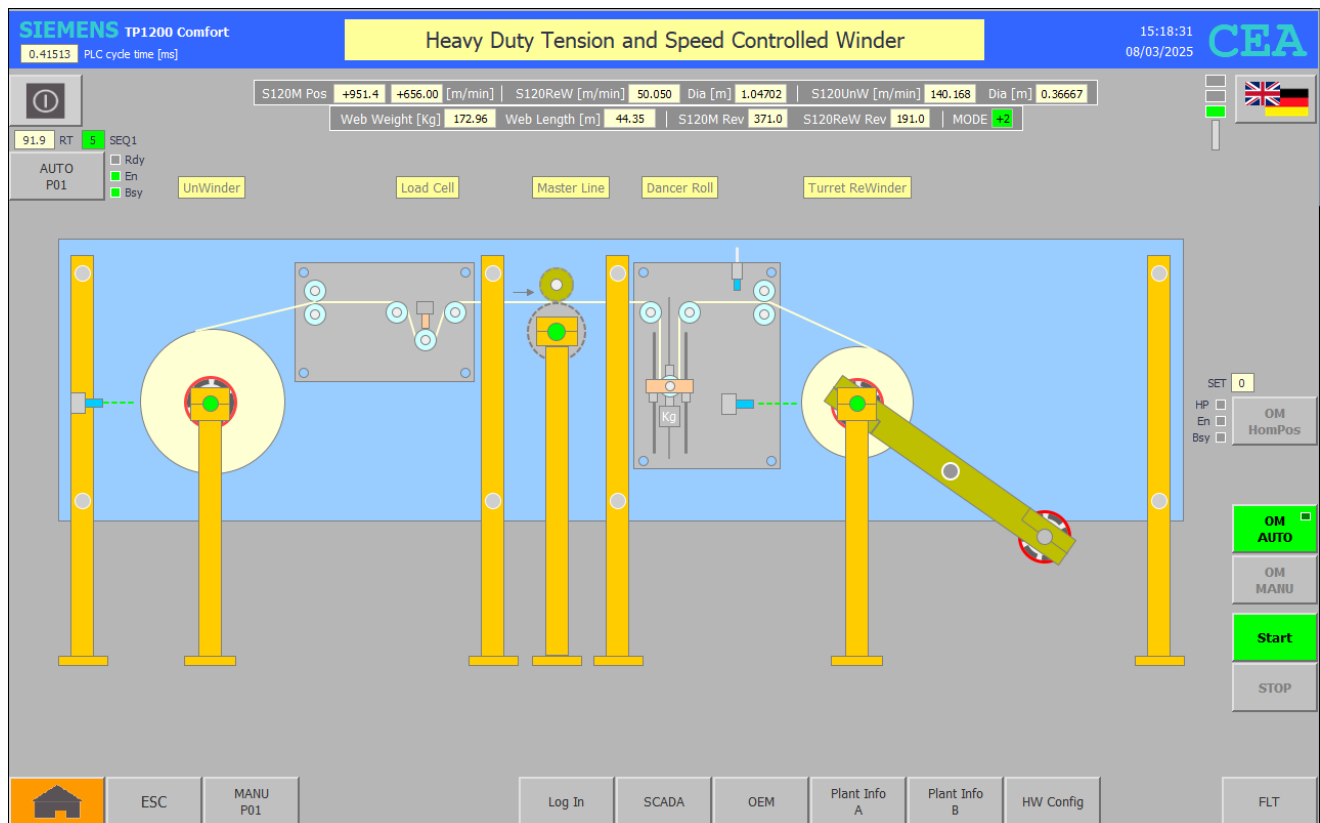 SIEMENS TP1200 Comfort
0.41513 PLC cycle time [ms]
Heavy Duty Tension and Speed Controlled Winder
15:18:31
08/03/2025
CEA
S120M Pos +951.4 +656.00 [m/min] | S120ReW [m/min] 50.050 Dia [m] 1.04702 | S120UnW [m/min] 140.168 Dia [m] 0.36667
Web Weight [Kg] 172.96 Web Length [m] 44.35 | S120M Rev 371.0 S120ReW Rev 191.0 | MODE +2
91.9 RT 5 SEQ1
AUTO
P01
Rdy
En
Bsy
UnWinder
Load Cell
Master Line
Dancer Roll
Turret ReWinder
Kg
SET 0
HP
En
Bsy
OM
HomPos
OM
AUTO
OM
MANU
Start
STOP
ESC
MANU
P01
Log In
SCADA
OEM
Plant Info
A
Plant Info
B
HW Config
FLT